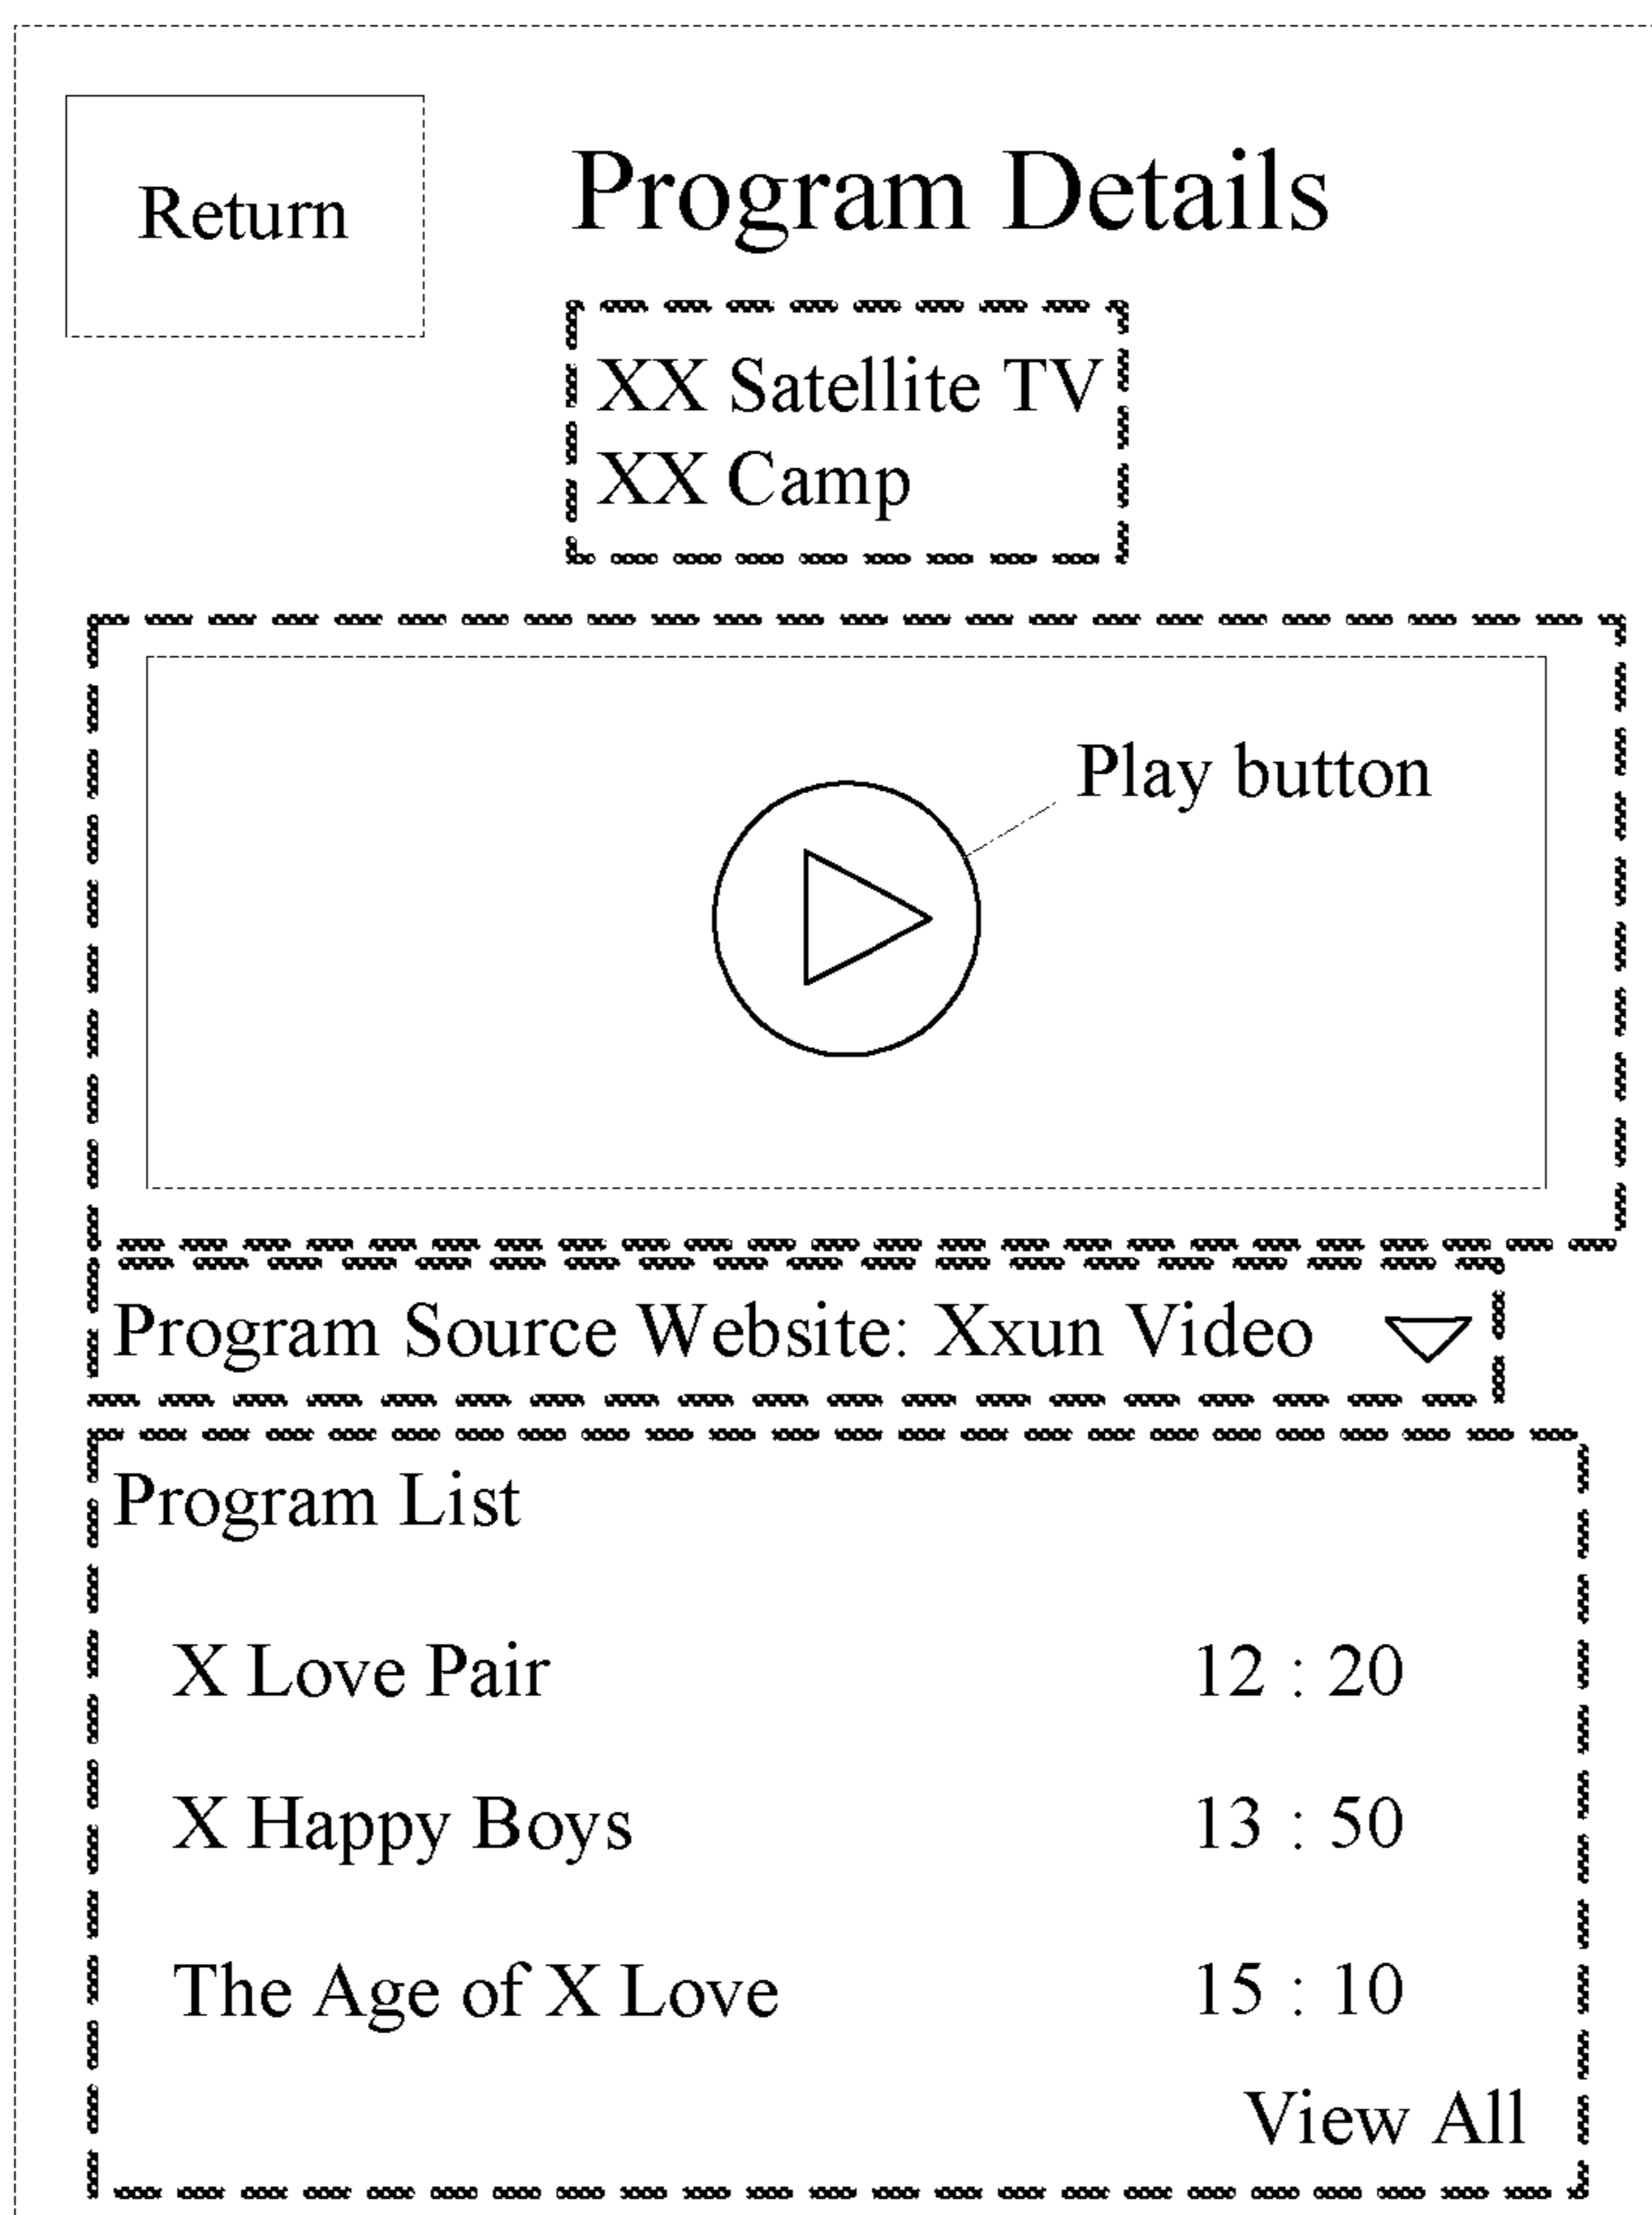 Return
Program Details
XX Satellite TV
XX Camp
Play button
Program Source Website: Xxun Video
Program List
X Love Pair 12 : 20
X Happy Boys 13 : 50
The Age of X Love 15 : 10
View All